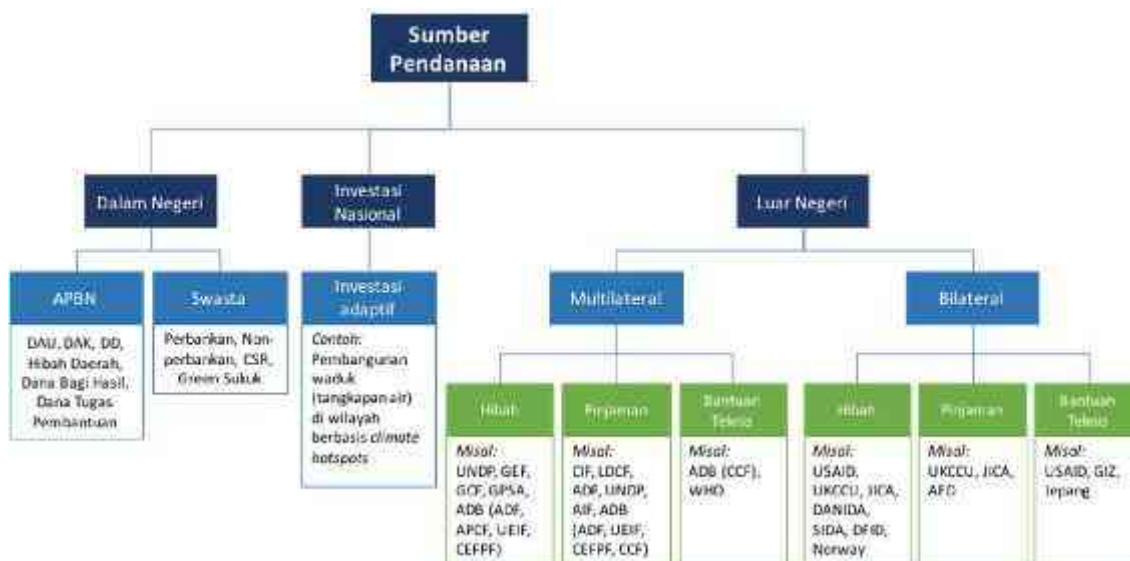 Sumber
Pendanaan
Dalam Negeri
Investasi
Nasional
Luar Negeri
APBN
DAU, DAK, DD,
Hibah Daerah,
Dana Bagi Hasil,
Dana Tugas
Pembantuan
Swasta
Perbankan, Non-
perbankan, CSR,
Green Sukuk
Investasi
adaptif
Contoh:
Pembangunan
waduk
(tangkapan air)
di wilayah
berbasis climate
hotspots
Multilateral
Bilateral
Hibah
Misal:
UNDP, GEF,
GCF, GPSA,
ADB (ADF,
APCF, UEIF,
CEFPF)
Pinjaman
Misal:
CIF, LDCF,
ADF, UNDP,
AIF, ADB
(ADF, UEIF,
CEFPF, CCF)
Bantuan
Teknis
Misal:
ADB (CCF),
WHO
Hibah
Misal:
USAID,
UKCCU, JICA,
DANIDA,
SIDA, DFID,
Norway
Pinjaman
Misal:
UKCCU, JICA,
AFD
Bantuan
Teknis
Misal:
USAID, GIZ,
Jepang